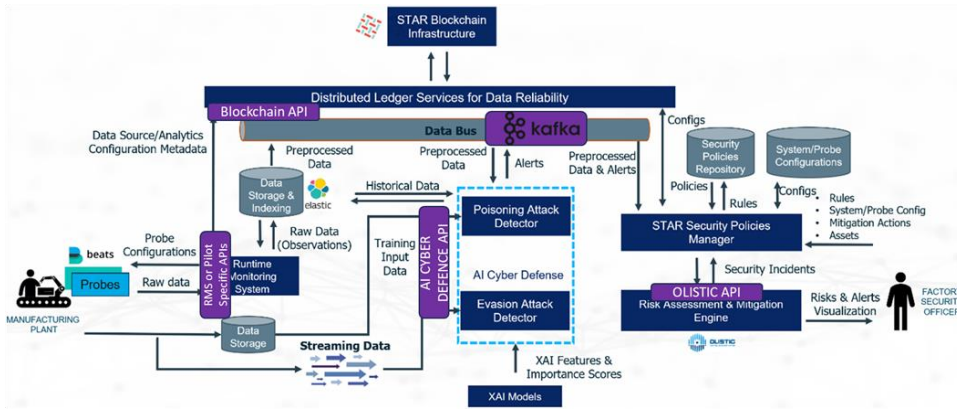 STAR Blockchain
Infrastructure
Distributed Ledger Services for Data Reliability
Blockchain API
Data Bus
kafka
Data Source/Analytics
Configuration Metadata
Preprocessed
Data
Preprocessed
Data
Alerts
Preprocessed
Data & Alerts
Configs
Security
Policies
Repository
System/Probe
Configurations
Policies
Rules
Configs
• Rules
• System/Probe Config
• Mitigation Actions
• Assets
Data
Storage &
Indexing
elastic
Historical Data
Raw Data
(Observations)
Training
Input
Data
AI CYBER
DEFENCE API
Poisoning Attack
Detector
AI Cyber Defense
Evasion Attack
Detector
STAR Security Policies
Manager
Security Incidents
OLISTIC API
Risk Assessment & Mitigation
Engine
OLISTIC
Risks & Alerts
Visualization
FACTORY
SECURITY
OFFICER
beats
Probes
Probe
Configurations
Raw data
RMS or Pilot
Specific APIs
Runtime
Monitoring
System
MANUFACTURING
PLANT
Data
Storage
Streaming Data
XAI Features &
Importance Scores
XAI Models